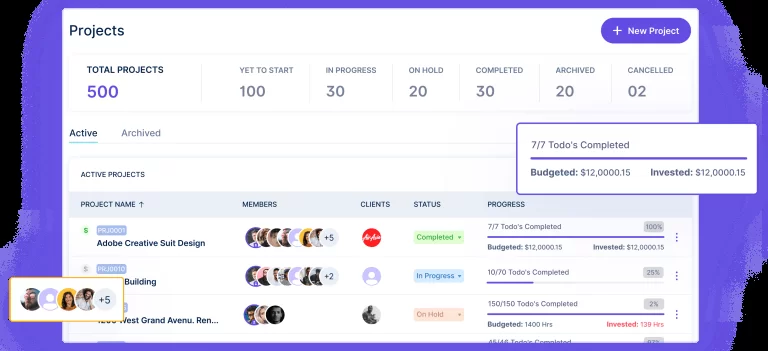 Projects
+ New Project
TOTAL PROJECTS
500
YET TO START
100
IN PROGRESS
30
ON HOLD
20
COMPLETED
30
ARCHIVED
20
CANCELLED
02
Active
Archived
7/7 Todo's Completed
Budgeted: $12,0000.15 Invested: $12,0000.15
ACTIVE PROJECTS
PROJECT NAME ↑ MEMBERS CLIENTS STATUS PROGRESS
$ PRJ0001
Adobe Creative Suit Design
+5
AirAsia
Completed
7/7 Todo's Completed 100%
Budgeted: $12,0000.15 Invested: $12,0000.15
$ PRJ0010
Building
+2
In Progress
10/70 Todo's Completed 25%
+5
West Grand Avenu. Ren...
On Hold
150/150 Todo's Completed 2%
Budgeted: 1400 Hrs Invested: 139 Hrs
45/46 Todo's Completed 97%